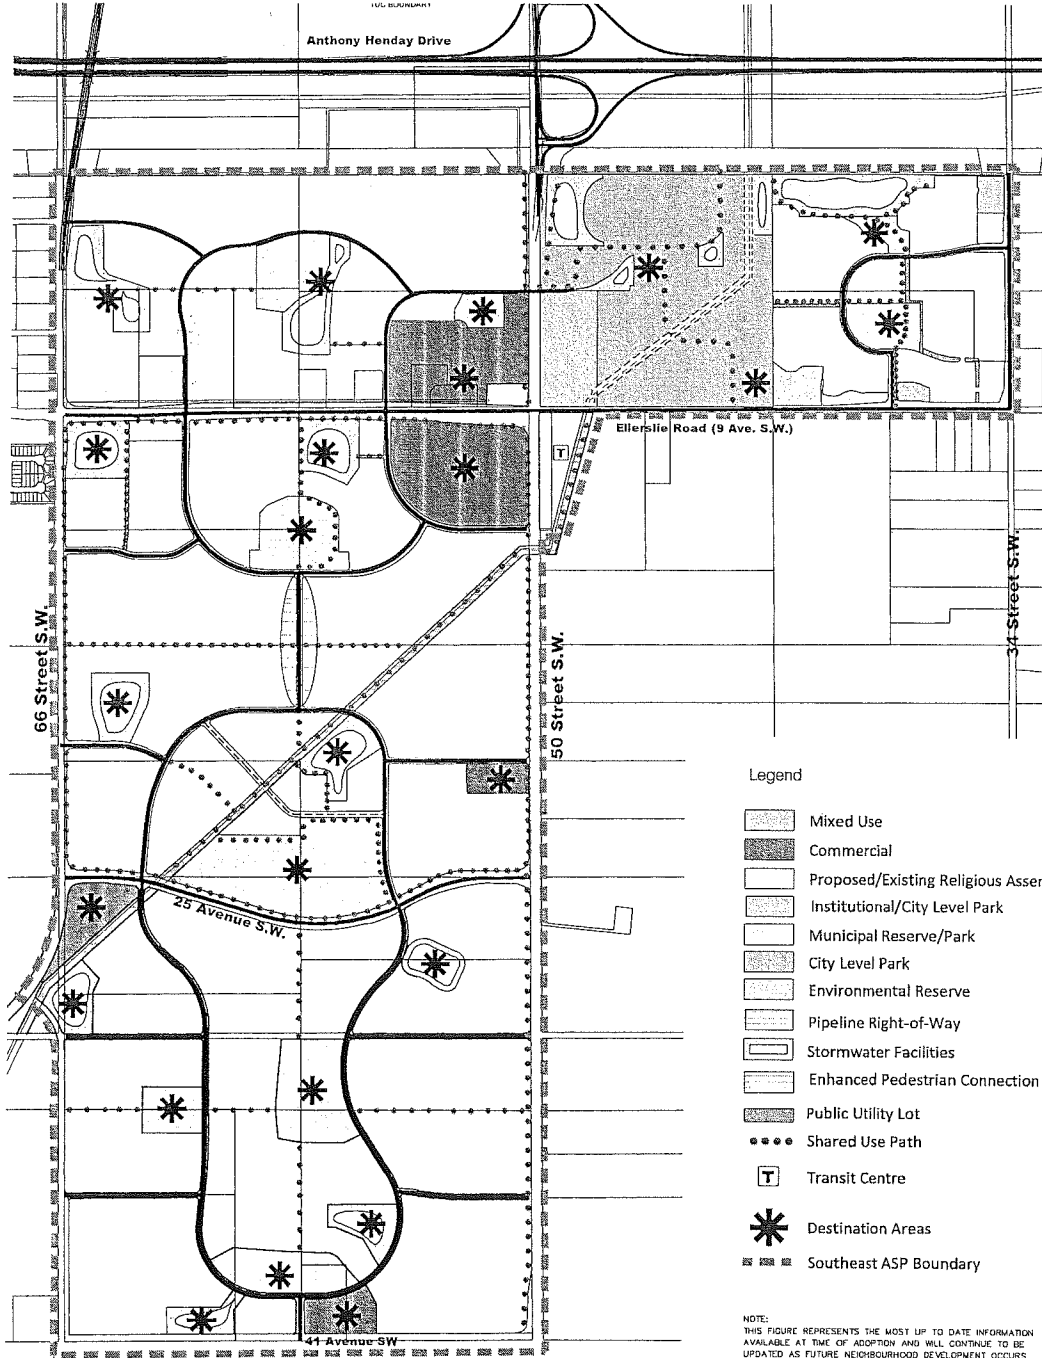 TUC BOUNDARY
Anthony Henday Drive
Ellerslie Road (9 Ave. S.W.)
T
66 Street S.W.
50 Street S.W.
34 Street S.W.
25 Avenue S.W.
41 Avenue SW
Legend
Mixed Use
Commercial
Proposed/Existing Religious Assem
Institutional/City Level Park
Municipal Reserve/Park
City Level Park
Environmental Reserve
Pipeline Right-of-Way
Stormwater Facilities
Enhanced Pedestrian Connection
Public Utility Lot
Shared Use Path
T Transit Centre
Destination Areas
Southeast ASP Boundary
NOTE:
THIS FIGURE REPRESENTS THE MOST UP TO DATE INFORMATION
AVAILABLE AT TIME OF ADOPTION AND WILL CONTINUE TO BE
UPDATED AS FUTURE NEIGHBOURHOOD DEVELOPMENT OCCURS